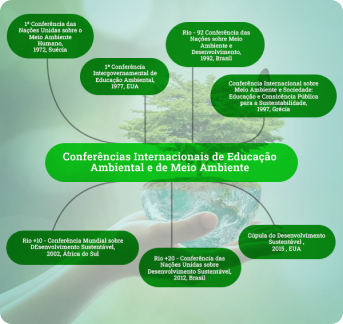 1ª Conferência das
Nações Unidas sobre o
Meio Ambiente
Humano,
1972, Suécia
1ª Conferência
Intergovernamental de
Educação Ambiental,
1977, EUA
Rio - 92 Conferência das
Nações sobre Meio
Ambiente e
Desenvolvimento,
1992, Brasil
Conferência Internacional sobre
Meio Ambiente e Sociedade:
Educação e Consciência Pública
para a Sustentabilidade,
1997, Grécia
Conferências Internacionais de Educação
Ambiental e de Meio Ambiente
Rio +10 - Conferência Mundial sobre
DEsenvolvimento Sustentável,
2002, África do Sul
Rio +20 - Conferência das
Nações Unidas sobre
Desenvolvimento Sustentável,
2012, Brasil
Cúpula do Desenvolvimento
Sustentável ,
2015 , EUA